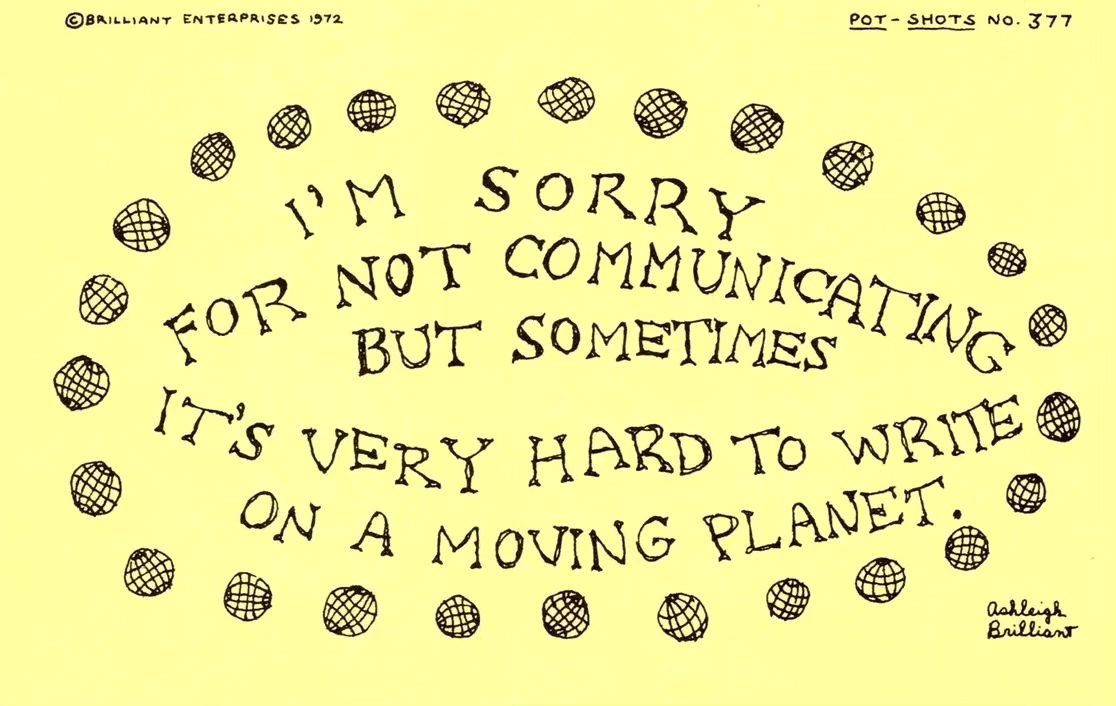 ©BRILLIANT ENTERPRISES 1972
POT-SHOTS NO. 377
I'M SORRY
FOR NOT COMMUNICATING
BUT SOMETIMES
IT'S VERY HARD TO WRITE
ON A MOVING PLANET.
Ashleigh
Brilliant